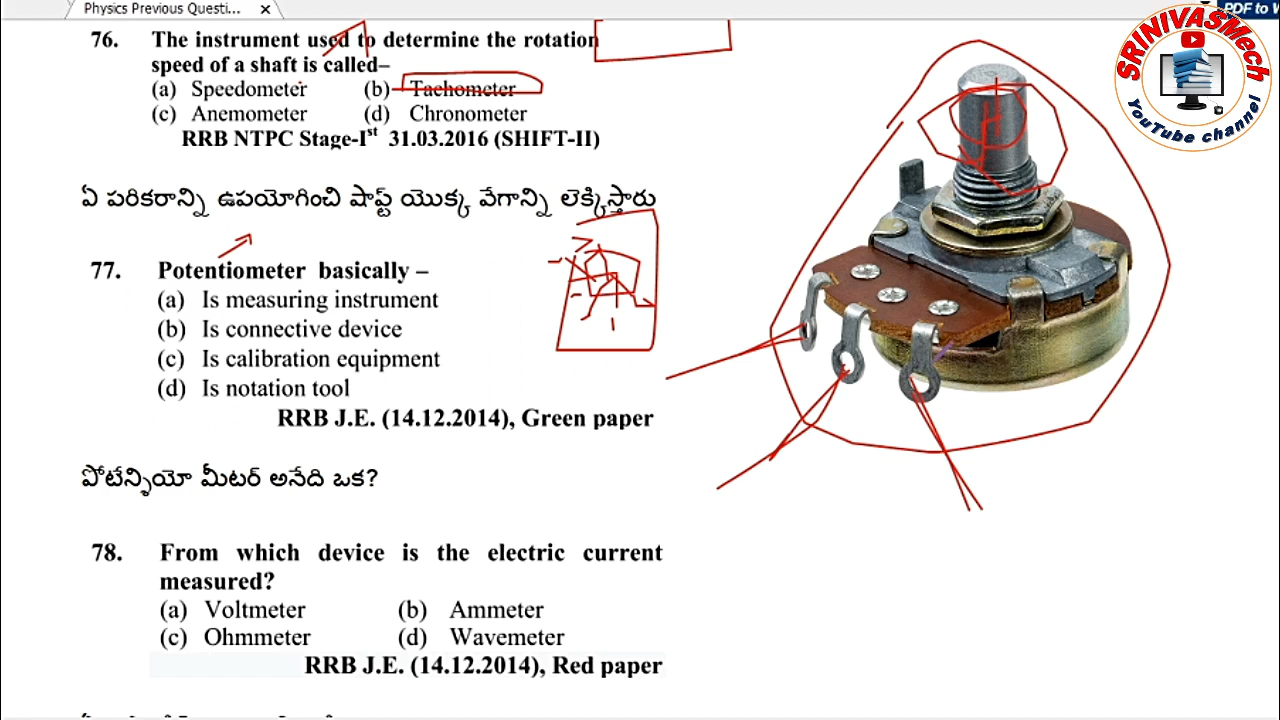 Physics Previous Questi...
PDF to W
76. The instrument used to determine the rotation
speed of a shaft is called–
(a) Speedometer (b) Tachometer
(c) Anemometer (d) Chronometer
RRB NTPC Stage-Ist 31.03.2016 (SHIFT-II)
ఏ పరికరాన్ని ఉపయోగించి షాప్ట్ యొక్క వేగాన్ని లెక్కిస్తారు
77. Potentiometer basically –
(a) Is measuring instrument
(b) Is connective device
(c) Is calibration equipment
(d) Is notation tool
RRB J.E. (14.12.2014), Green paper
పోటేన్శియో మీటర్ అనేది ఒక?
78. From which device is the electric current
measured?
(a) Voltmeter (b) Ammeter
(c) Ohmmeter (d) Wavemeter
RRB J.E. (14.12.2014), Red paper
SRINIVASMech
YouTube channel